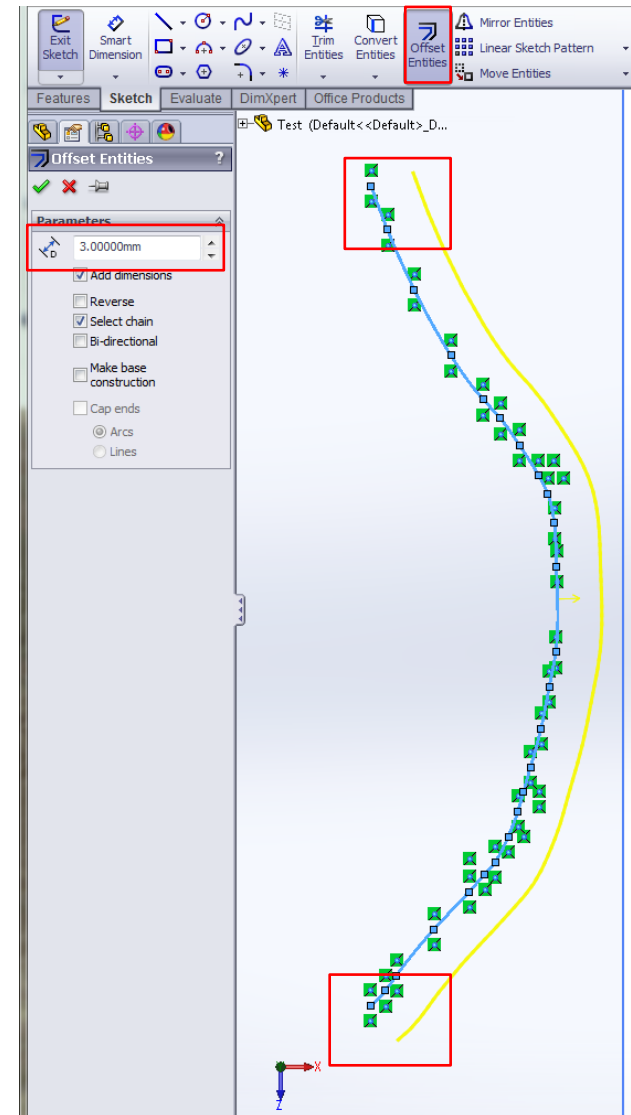 Exit Sketch
Smart Dimension
Trim Entities
Convert Entities
Offset Entities
Mirror Entities
Linear Sketch Pattern
Move Entities
Features Sketch Evaluate DimXpert Office Products
Test (Default<<Default>_D...
Offset Entities ?
Parameters
D 3.00000mm
Add dimensions
Reverse
Select chain
Bi-directional
Make base
construction
Cap ends
Arcs
Lines
X
Z